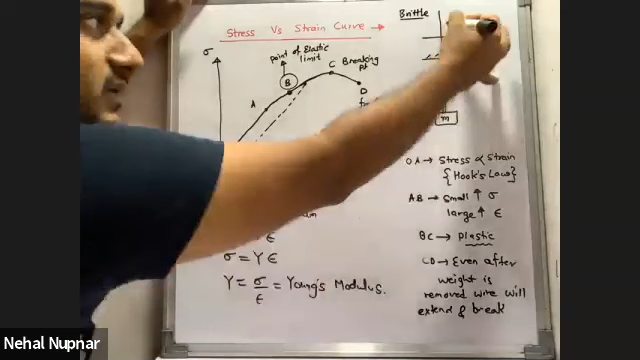 Stress Vs Strain Curve →
Brittle
σ
point of Elastic
limit
B
C Breaking
pt
A
D
m
OA → Stress ∝ Strain
{Hook's Law}
AB → Small ↑ σ
large ↑ ϵ
BC → plastic
CD → Even after
weight is
removed wire will
extend & break
ϵ
σ = Y ϵ
Y = σ/ϵ = Young's Modulus.
Nehal Nupnar